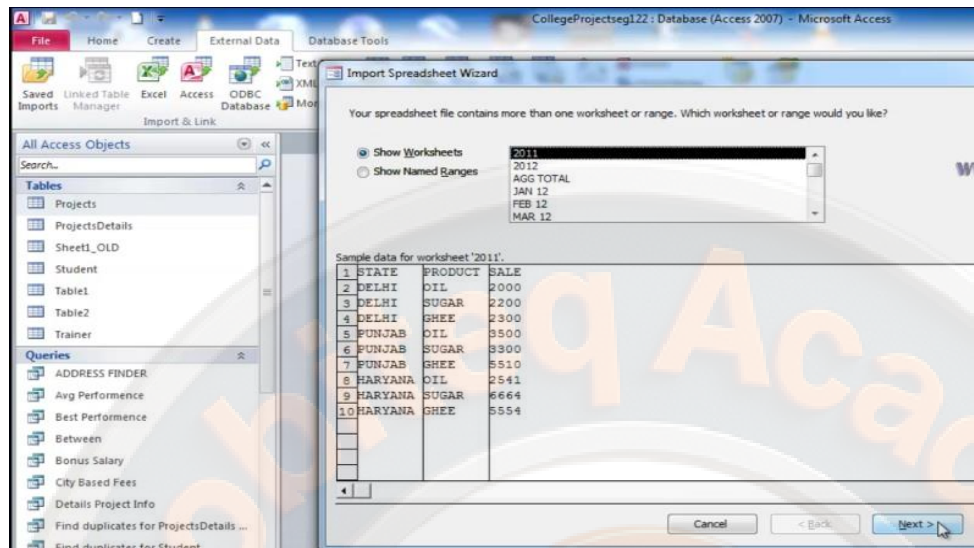 CollegeProjectseg122 : Database (Access 2007) - Microsoft Access
File Home Create External Data Database Tools
Saved Imports
Linked Table Manager
Excel
Access
ODBC Database
Text
XML
Mor
Import & Link
All Access Objects
Search...
Tables
Projects
ProjectsDetails
Sheet1_OLD
Student
Table1
Table2
Trainer
Queries
ADDRESS FINDER
Avg Performence
Best Performence
Between
Bonus Salary
City Based Fees
Details Project Info
Find duplicates for ProjectsDetails ...
Find duplicates for Student
Import Spreadsheet Wizard
Your spreadsheet file contains more than one worksheet or range. Which worksheet or range would you like?
Show Worksheets
Show Named Ranges
2011
2012
AGG TOTAL
JAN 12
FEB 12
MAR 12
Sample data for worksheet '2011'.
1 STATE PRODUCT SALE
2 DELHI OIL 2000
3 DELHI SUGAR 2200
4 DELHI GHEE 2300
5 PUNJAB OIL 3500
6 PUNJAB SUGAR 3300
7 PUNJAB GHEE 5510
8 HARYANA OIL 2541
9 HARYANA SUGAR 6664
10 HARYANA GHEE 5554
Cancel < Back Next >